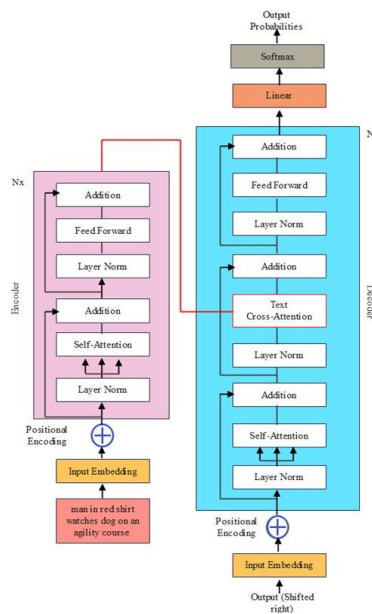 Output
Probabilities
Softmax
Linear
N
Addition
Feed Forward
Layer Norm
Addition
Text
Cross-Attention
Layer Norm
Addition
Self-Attention
Layer Norm
Decoder
Positional
Encoding
Input Embedding
Output (Shifted
right)
Nx
Addition
Feed Forward
Layer Norm
Addition
Self-Attention
Layer Norm
Encoder
Positional
Encoding
Input Embedding
man in red shirt
watches dog on an
agility course